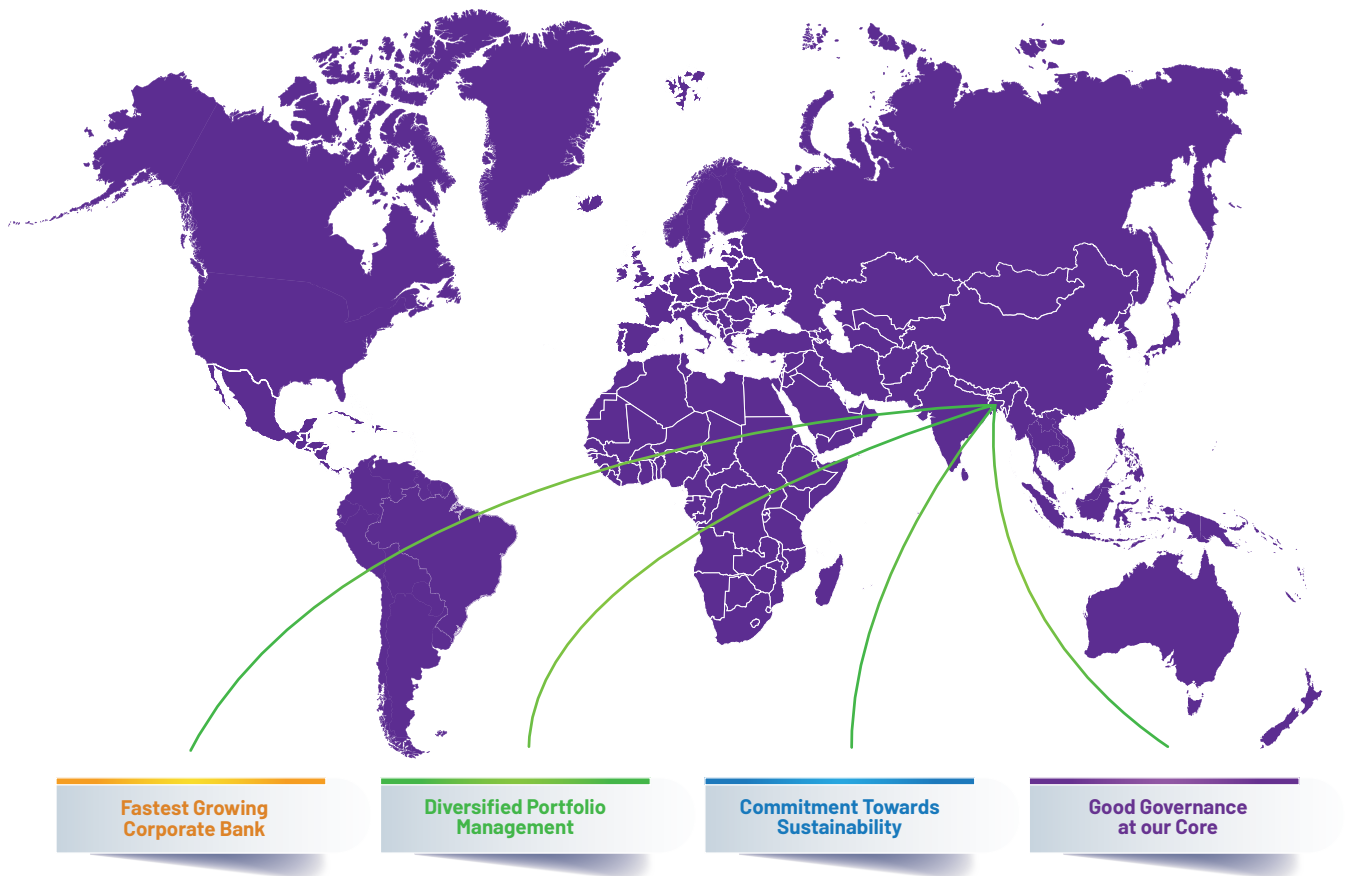 Fastest Growing
Corporate Bank
Diversified Portfolio
Management
Commitment Towards
Sustainability
Good Governance
at our Core